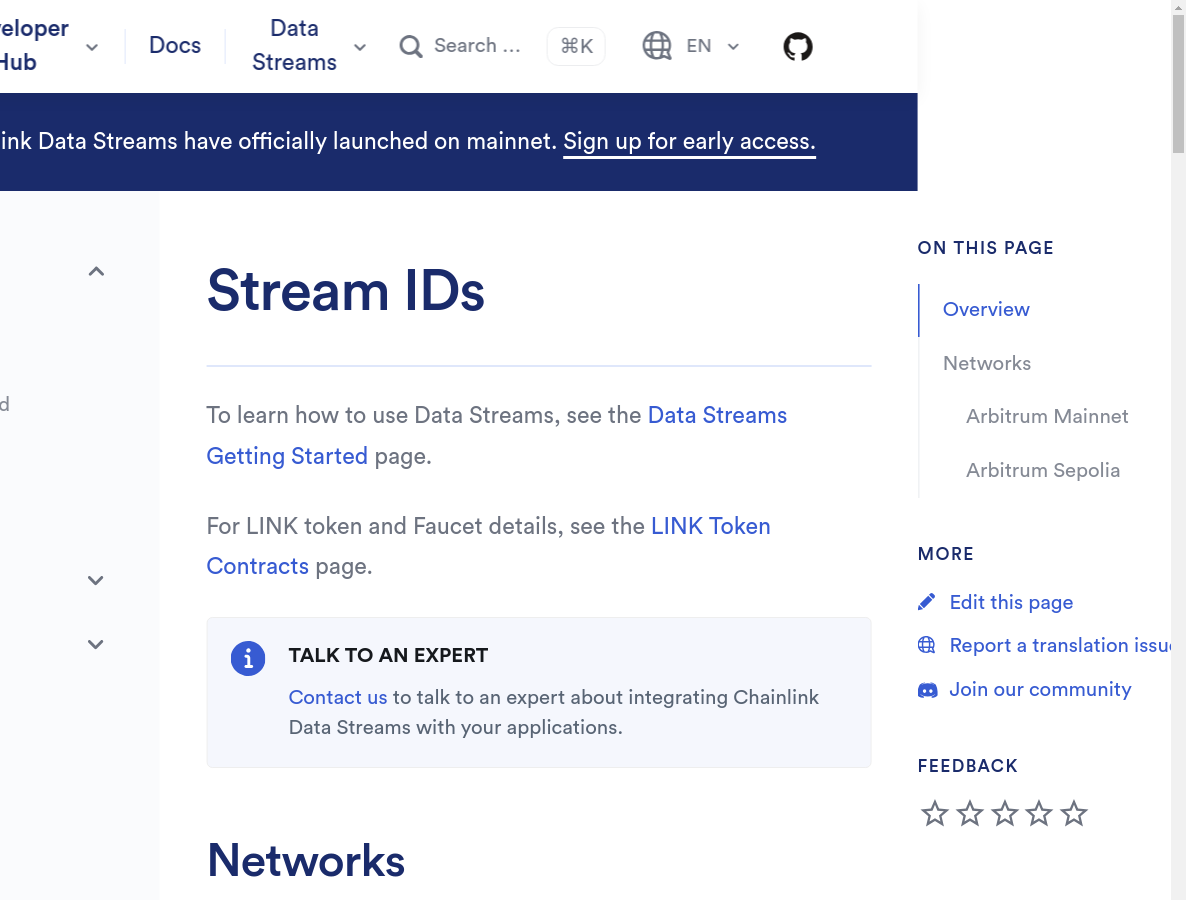 Hub
Docs
Data
Streams
Search ...
⌘K
EN
Data Streams have officially launched on mainnet. Sign up for early access.
Stream IDs
To learn how to use Data Streams, see the Data Streams
Getting Started page.
For LINK token and Faucet details, see the LINK Token
Contracts page.
TALK TO AN EXPERT
Contact us to talk to an expert about integrating Chainlink
Data Streams with your applications.
Networks
ON THIS PAGE
Overview
Networks
Arbitrum Mainnet
Arbitrum Sepolia
MORE
Edit this page
Report a translation issue
Join our community
FEEDBACK